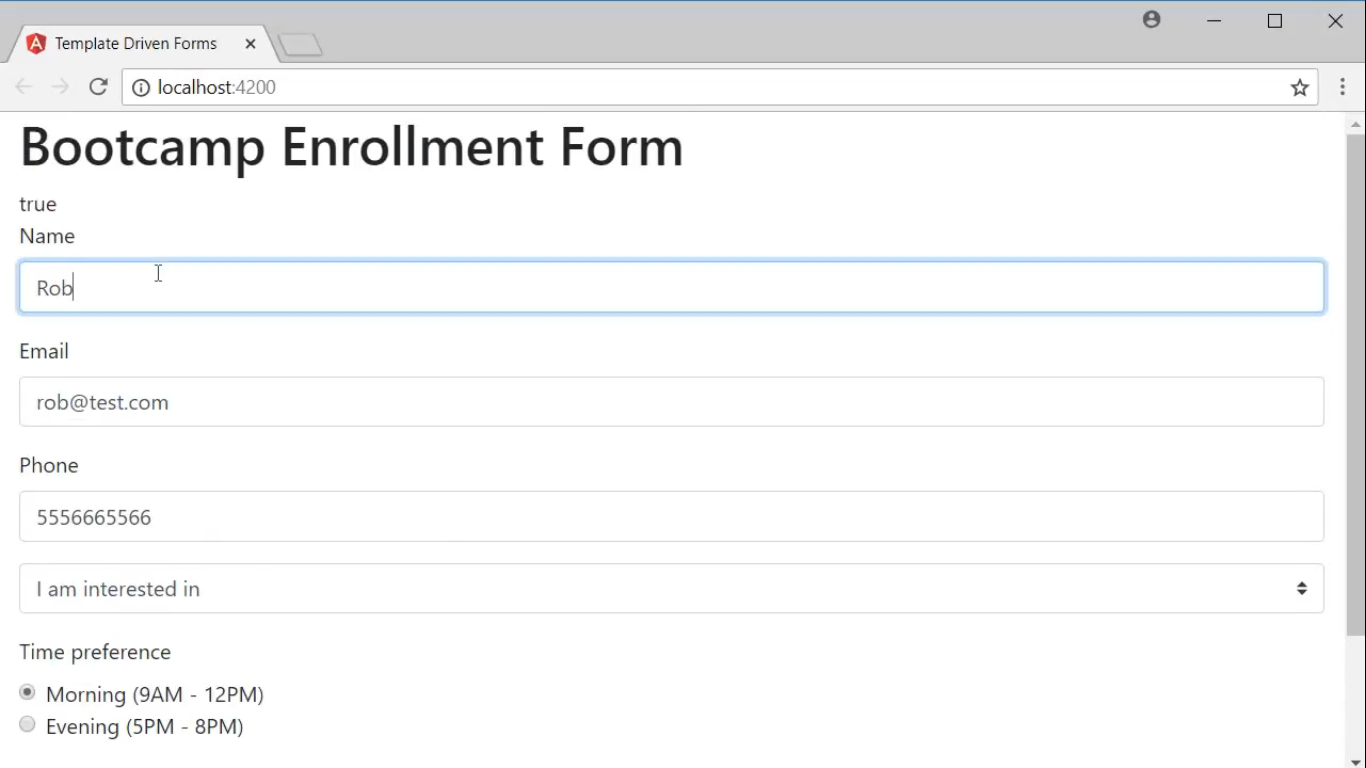 Template Driven Forms
localhost:4200
Bootcamp Enrollment Form
true
Name
Rob
Email
rob@test.com
Phone
5556665566
I am interested in
Time preference
Morning (9AM - 12PM)
Evening (5PM - 8PM)